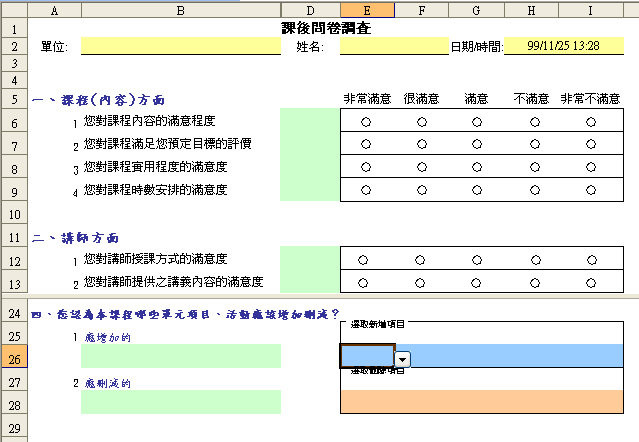 A B D E F G H I
1 課後問卷調查
2 單位: 姓名: 日期/時間: 99/11/25 13:28
3
4
5 一、課程(內容)方面 非常滿意 很滿意 滿意 不滿意 非常不滿意
6 1 您對課程內容的滿意程度
7 2 您對課程滿足您預定目標的評價
8 3 您對課程實用程度的滿意度
9 4 您對課程時數安排的滿意度
10
11 二、講師方面
12 1 您對講師授課方式的滿意度
13 2 您對講師提供之講義內容的滿意度
24 四、您認為本課程哪些單元項目、活動應該增加刪減？
選取新增項目
25 1 應增加的
26
選取刪除項目
27 2 應刪減的
28
29